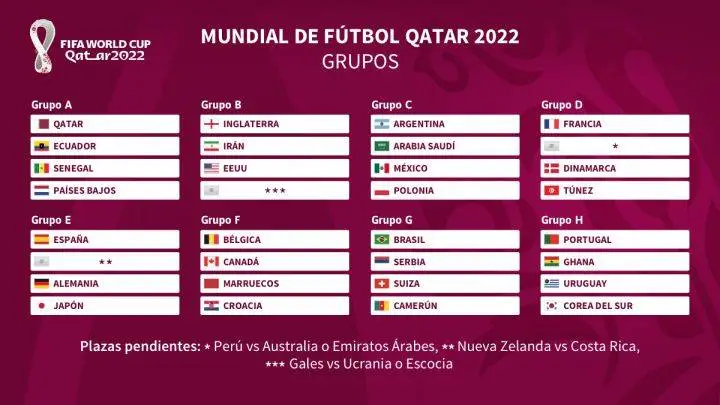 FIFA WORLD CUP
Qatar2022
MUNDIAL DE FÚTBOL QATAR 2022
GRUPOS
Grupo A
QATAR
ECUADOR
SENEGAL
PAÍSES BAJOS
Grupo B
INGLATERRA
IRÁN
EEUU
***
Grupo C
ARGENTINA
ARABIA SAUDÍ
MÉXICO
POLONIA
Grupo D
FRANCIA
*
DINAMARCA
TÚNEZ
Grupo E
ESPAÑA
**
ALEMANIA
JAPÓN
Grupo F
BÉLGICA
CANADÁ
MARRUECOS
CROACIA
Grupo G
BRASIL
SERBIA
SUIZA
CAMERÚN
Grupo H
PORTUGAL
GHANA
URUGUAY
COREA DEL SUR
Plazas pendientes: * Perú vs Australia o Emiratos Árabes, ** Nueva Zelanda vs Costa Rica,
*** Gales vs Ucrania o Escocia